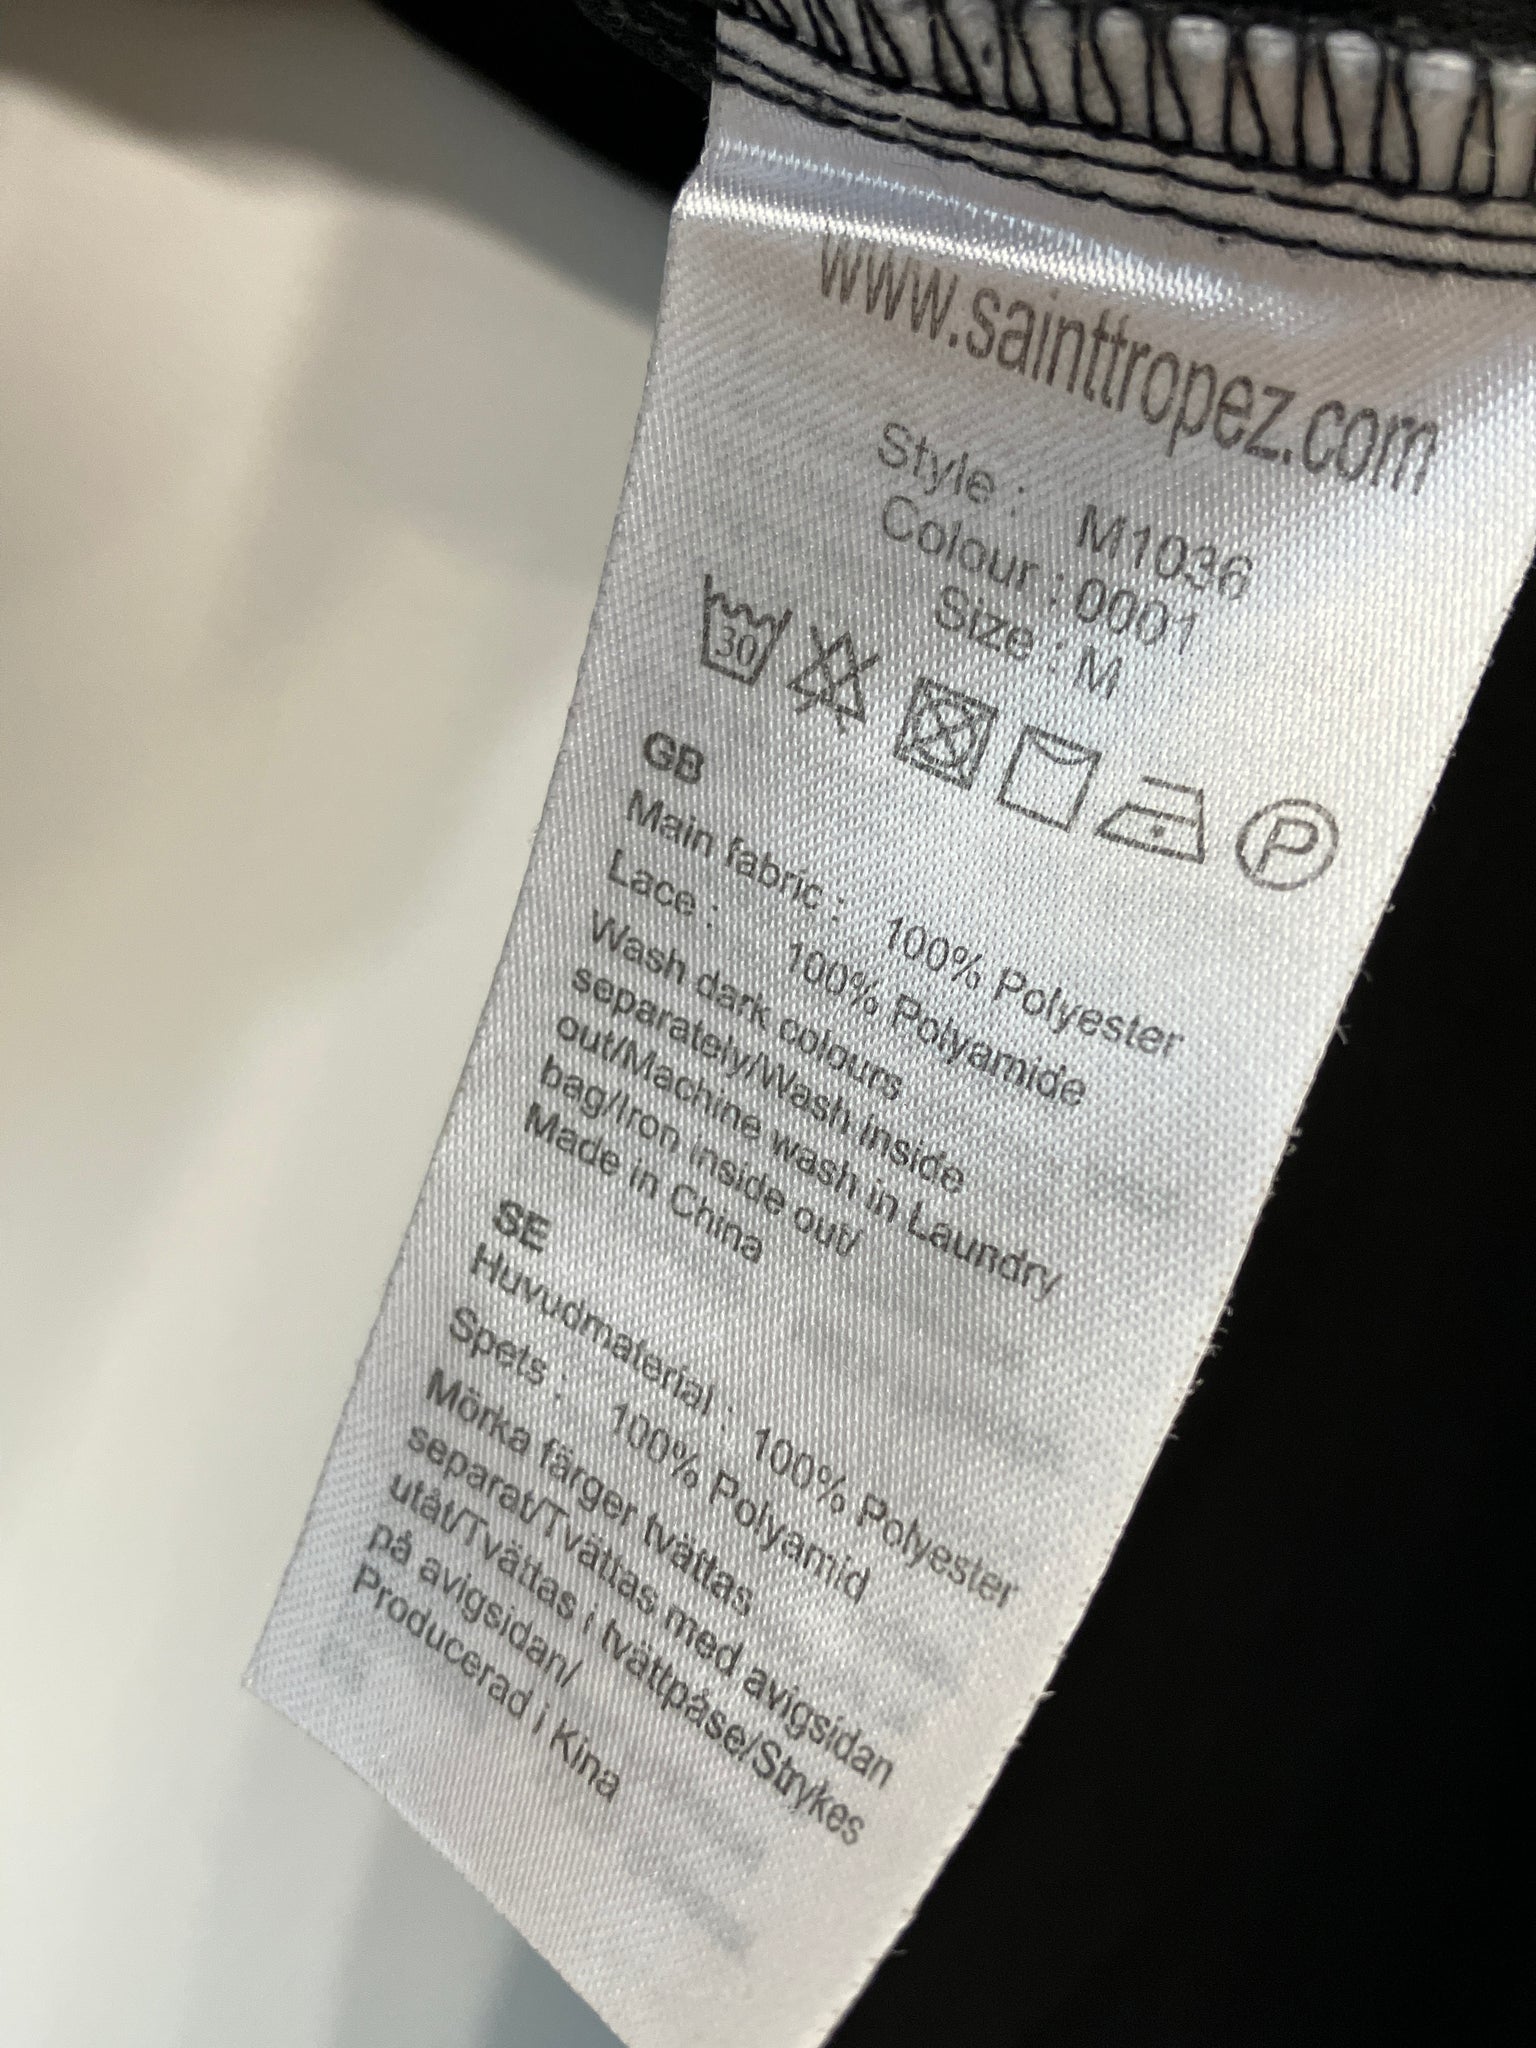 www.sainttropez.com
Style : M1036
Colour : 0001
Size : M
30
P
GB
Main fabric : 100% Polyester
Lace : 100% Polyamide
Wash dark colours
separately/Wash inside
out/Machine wash in Laundry
bag/Iron inside out/
Made in China
SE
Huvudmaterial : 100% Polyester
Spets : 100% Polyamid
Mörka färger tvättas
separat/Tvättas med avigsidan
utåt/Tvättas i tvättpåse/Strykes
på avigsidan/
Producerad i Kina